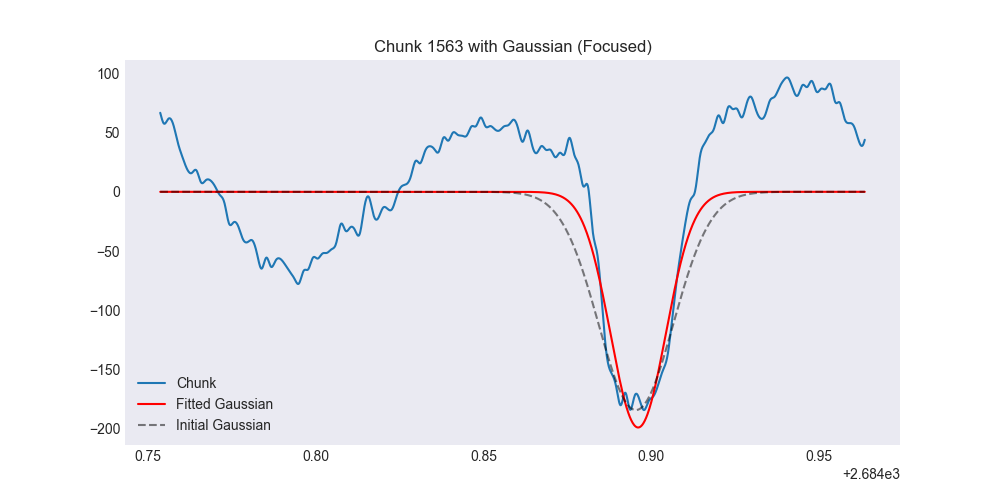 Chunk 1563 with Gaussian (Focused)
100
50
0
−50
−100
−150
−200
Chunk
Fitted Gaussian
Initial Gaussian
0.75 0.80 0.85 0.90 0.95
+2.684e3